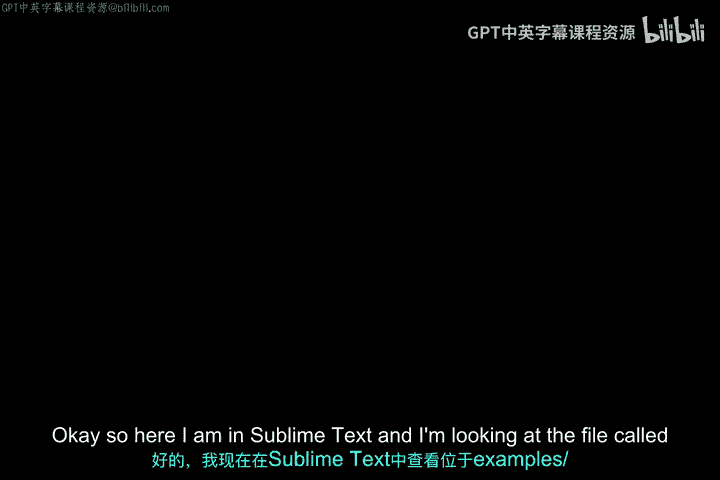 GPT中英字幕课程资源@bilibili.com
GPT中英字幕课程资源 bilibili
Okay so here I am in Sublime Text and I'm looking at the file called
好的，我现在在Sublime Text中查看位于examples/